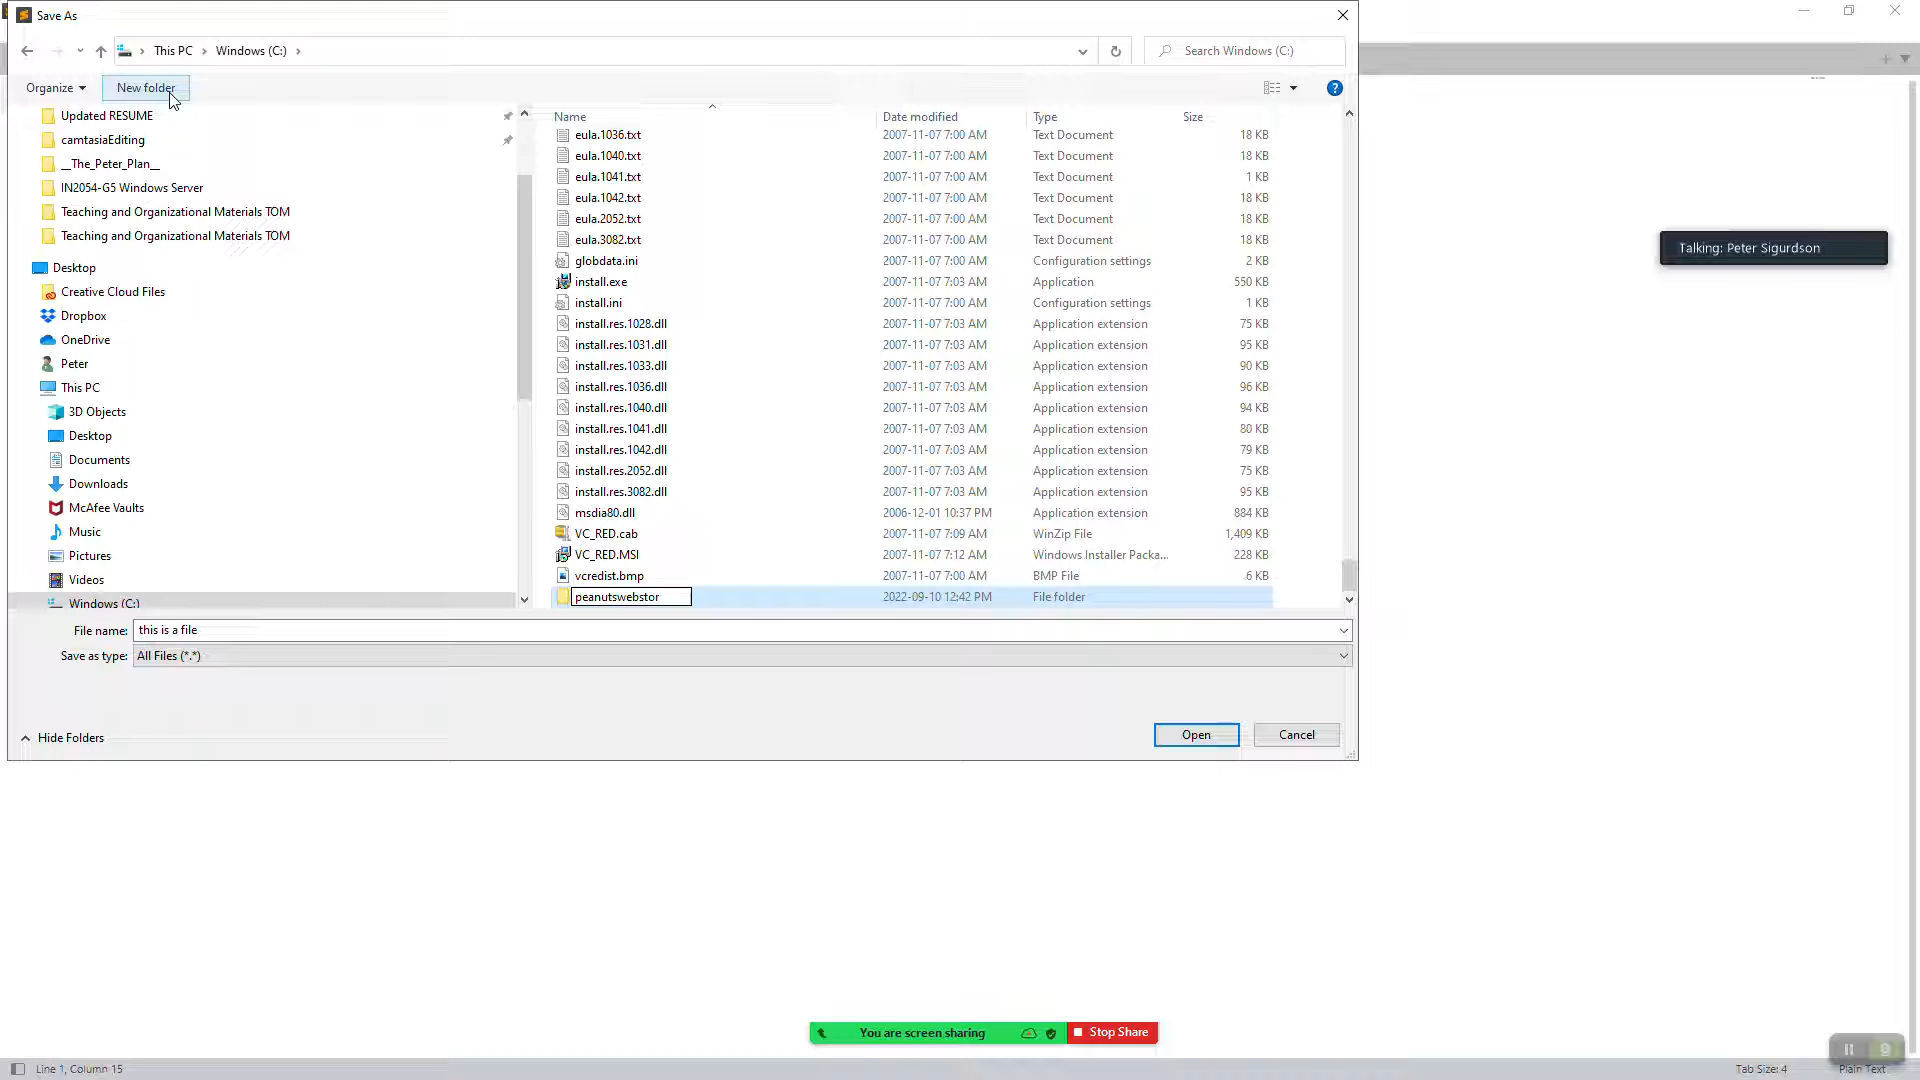 Save As
This PC > Windows (C:) >
Search Windows (C:)
Organize
New folder
Updated RESUME
camtasiaEditing
__The_Peter_Plan__
IN2054-G5 Windows Server
Teaching and Organizational Materials TOM
Teaching and Organizational Materials TOM
Desktop
Creative Cloud Files
Dropbox
OneDrive
Peter
This PC
3D Objects
Desktop
Documents
Downloads
McAfee Vaults
Music
Pictures
Videos
Windows (C:)
Name Date modified Type Size
eula.1036.txt 2007-11-07 7:00 AM Text Document 18 KB
eula.1040.txt 2007-11-07 7:00 AM Text Document 18 KB
eula.1041.txt 2007-11-07 7:00 AM Text Document 1 KB
eula.1042.txt 2007-11-07 7:00 AM Text Document 18 KB
eula.2052.txt 2007-11-07 7:00 AM Text Document 18 KB
eula.3082.txt 2007-11-07 7:00 AM Text Document 18 KB
globdata.ini 2007-11-07 7:00 AM Configuration settings 2 KB
install.exe 2007-11-07 7:03 AM Application 550 KB
install.ini 2007-11-07 7:00 AM Configuration settings 1 KB
install.res.1028.dll 2007-11-07 7:03 AM Application extension 75 KB
install.res.1031.dll 2007-11-07 7:03 AM Application extension 95 KB
install.res.1033.dll 2007-11-07 7:03 AM Application extension 90 KB
install.res.1036.dll 2007-11-07 7:03 AM Application extension 96 KB
install.res.1040.dll 2007-11-07 7:03 AM Application extension 94 KB
install.res.1041.dll 2007-11-07 7:03 AM Application extension 80 KB
install.res.1042.dll 2007-11-07 7:03 AM Application extension 79 KB
install.res.2052.dll 2007-11-07 7:03 AM Application extension 75 KB
install.res.3082.dll 2007-11-07 7:03 AM Application extension 95 KB
msdia80.dll 2006-12-01 10:37 PM Application extension 884 KB
VC_RED.cab 2007-11-07 7:09 AM WinZip File 1,409 KB
VC_RED.MSI 2007-11-07 7:12 AM Windows Installer Packa... 228 KB
vcredist.bmp 2007-11-07 7:00 AM BMP File 6 KB
peanutswebstor 2022-09-10 12:42 PM File folder
File name: this is a file
Save as type: All Files (*.*)
Hide Folders
Open
Cancel
Talking: Peter Sigurdson
You are screen sharing
Stop Share
Line 1, Column 15
Tab Size: 4
Plain Text